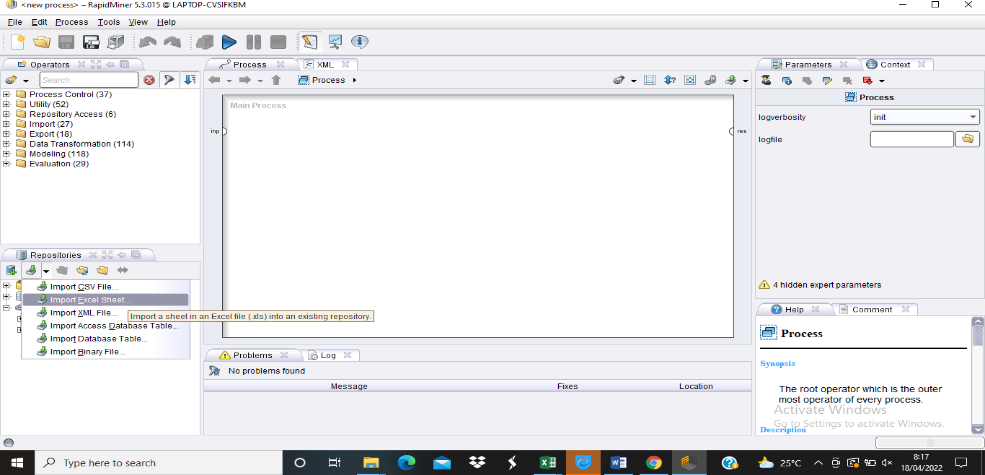 <new process> – RapidMiner 5.3.015 @ LAPTOP-CVSIFKBM
File Edit Process Tools View Help
Operators
Search
Process Control (37)
Utility (52)
Repository Access (6)
Import (27)
Export (18)
Data Transformation (114)
Modeling (118)
Evaluation (29)
Repositories
Import CSV File...
Import Excel Sheet...
Import XML File...
Import Access Database Table...
Import Database Table...
Import Binary File...
Import a sheet in an Excel file (.xls) into an existing repository.
Process XML
Process
Main Process
inp
res
Problems Log
No problems found
Message Fixes Location
Parameters Context
Process
logverbosity init
logfile
4 hidden expert parameters
Help Comment
Process
Synopsis
The root operator which is the outer
most operator of every process.
Activate Windows
Go to Settings to activate Windows.
Description
Type here to search
25°C
8:17
18/04/2022